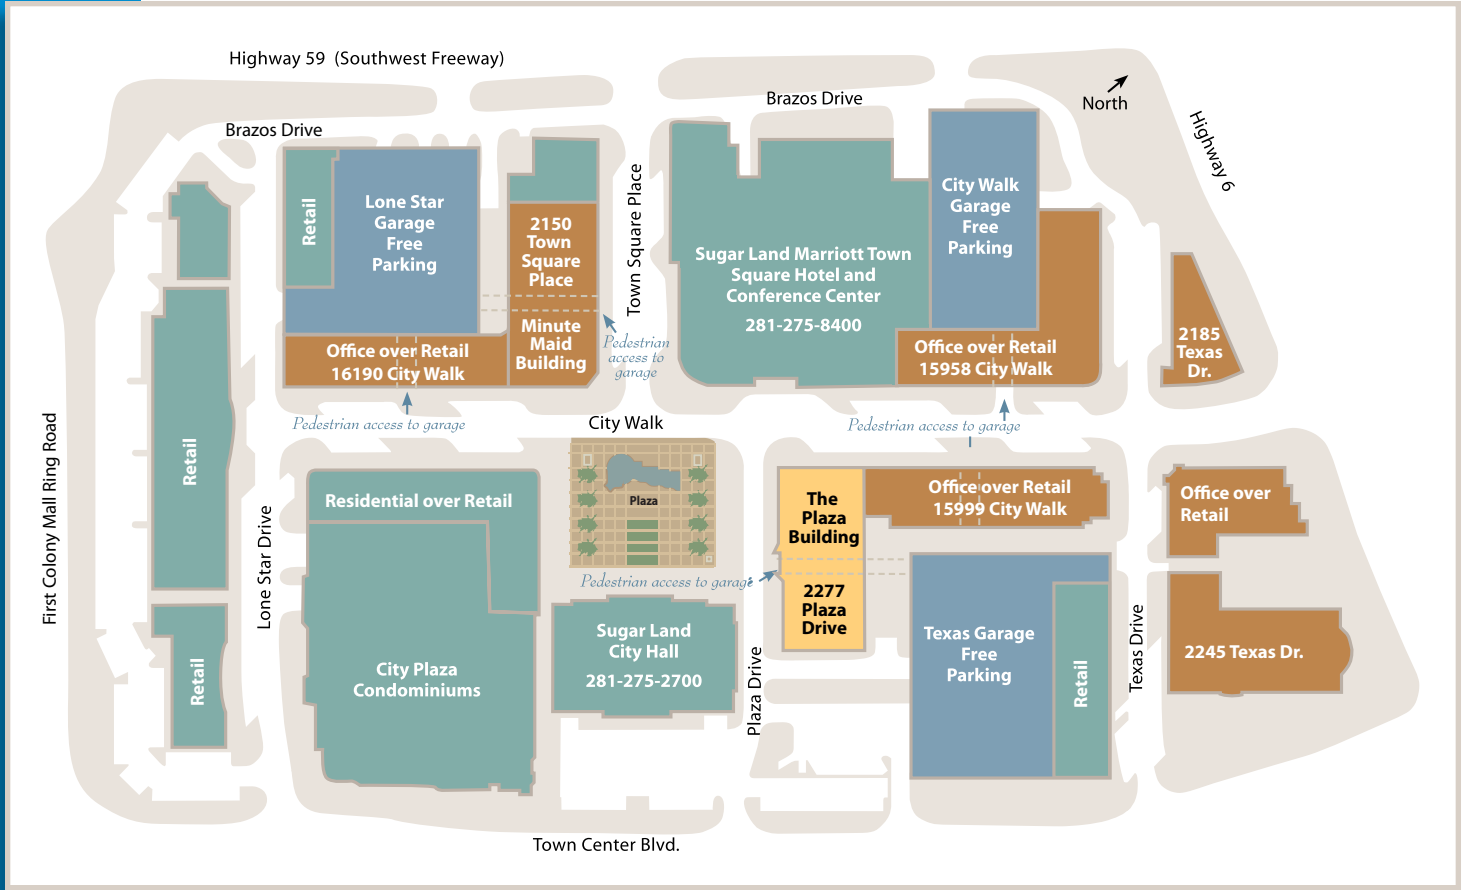 Highway 59  (Southwest Freeway)
Brazos Drive
Brazos Drive
North
Highway 6
Retail
Lone Star
Garage
Free
Parking
2150
Town
Square
Place
Minute
Maid
Building
Town Square Place
Pedestrian
access to
garage
Office over Retail
16190 City Walk
Pedestrian access to garage
Sugar Land Marriott Town
Square Hotel and
Conference Center
281-275-8400
City Walk
Garage
Free
Parking
Office over Retail
15958 City Walk
Pedestrian access to garage
2185
Texas
Dr.
First Colony Mall Ring Road
Retail
Retail
Lone Star Drive
City Walk
Plaza
Residential over Retail
City Plaza
Condominiums
Pedestrian access to garage
Sugar Land
City Hall
281-275-2700
Plaza Drive
The
Plaza
Building
2277
Plaza
Drive
Office over Retail
15999 City Walk
Texas Garage
Free
Parking
Retail
Texas Drive
Office over
Retail
2245 Texas Dr.
Town Center Blvd.